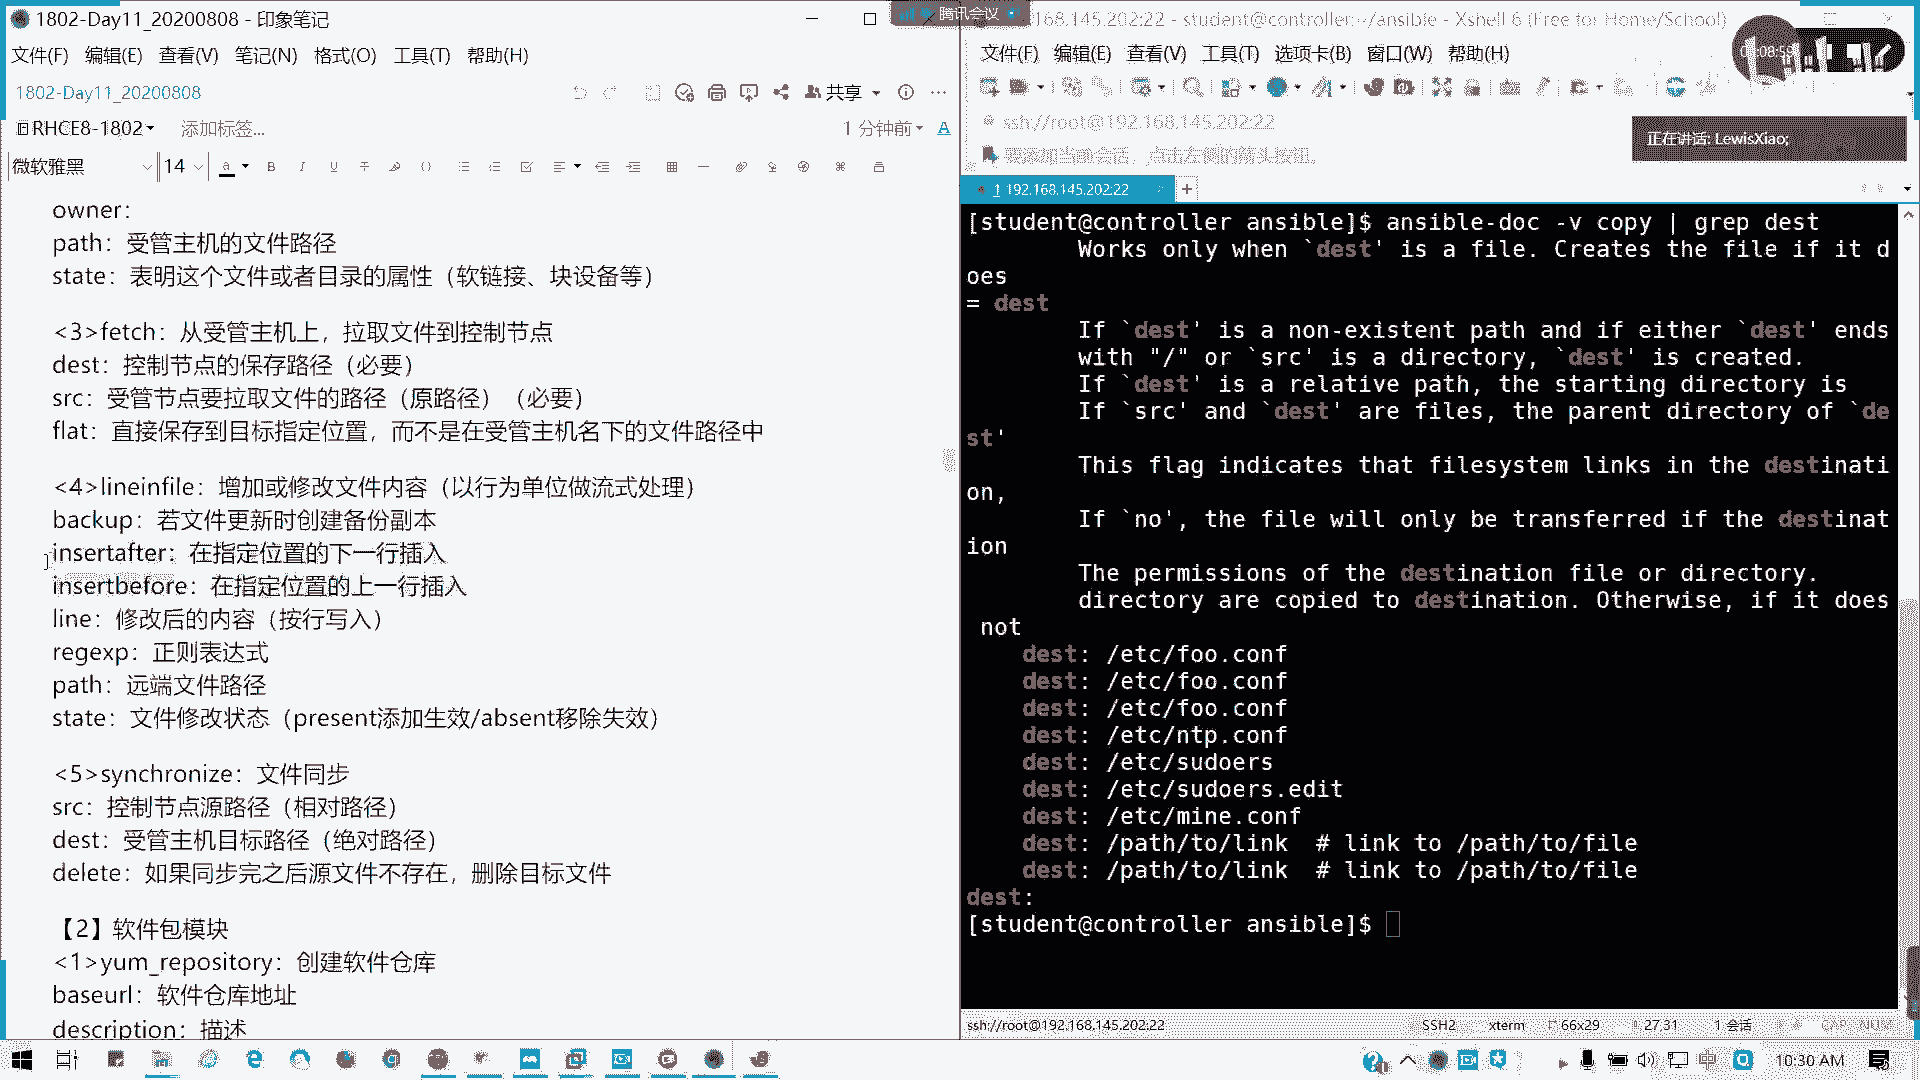 1802-Day11_20200808 - 印象笔记
文件(F) 编辑(E) 查看(V) 笔记(N) 格式(O) 工具(T) 帮助(H)
1802-Day11_20200808
共享
RHCE8-1802
添加标签...
1 分钟前
微软雅黑
14
owner：
path：受管主机的文件路径
state：表明这个文件或者目录的属性（软链接、块设备等）
<3>fetch：从受管主机上，拉取文件到控制节点
dest：控制节点的保存路径（必要）
src：受管节点要拉取文件的路径（原路径）（必要）
flat：直接保存到目标指定位置，而不是在受管主机名下的文件路径中
<4>lineinfile：增加或修改文件内容（以行为单位做流式处理）
backup：若文件更新时创建备份副本
insertafter：在指定位置的下一行插入
insertbefore：在指定位置的上一行插入
line：修改后的内容（按行写入）
regexp：正则表达式
path：远端文件路径
state：文件修改状态（present添加生效/absent移除失效）
<5>synchronize：文件同步
src：控制节点源路径（相对路径）
dest：受管主机目标路径（绝对路径）
delete：如果同步完之后源文件不存在，删除目标文件
【2】软件包模块
<1>yum_repository：创建软件仓库
baseurl：软件仓库地址
description：描述
腾讯会议
168.145.202:22 - student@controller:~/ansible - Xshell 6 (Free for Home/School)
文件(F) 编辑(E) 查看(V) 工具(T) 选项卡(B) 窗口(W) 帮助(H)
ssh://root@192.168.145.202:22
要添加当前会话，点击左侧的箭头按钮。
正在讲话: LewisXiao;
1 192.168.145.202:22
[student@controller ansible]$ ansible-doc -v copy | grep dest
Works only when `dest' is a file. Creates the file if it d
oes
= dest
If `dest' is a non-existent path and if either `dest' ends
with "/" or `src' is a directory, `dest' is created.
If `dest' is a relative path, the starting directory is
If `src' and `dest' are files, the parent directory of `de
st'
This flag indicates that filesystem links in the destinati
on,
If `no', the file will only be transferred if the destinat
ion
The permissions of the destination file or directory.
directory are copied to destination. Otherwise, if it does
not
dest: /etc/foo.conf
dest: /etc/foo.conf
dest: /etc/foo.conf
dest: /etc/ntp.conf
dest: /etc/sudoers
dest: /etc/sudoers.edit
dest: /etc/mine.conf
dest: /path/to/link # link to /path/to/file
dest: /path/to/link # link to /path/to/file
dest:
[student@controller ansible]$
ssh://root@192.168.145.202:22
SSH2 xterm 66x29 27,31 1 会话 CAP NUM
10:30 AM